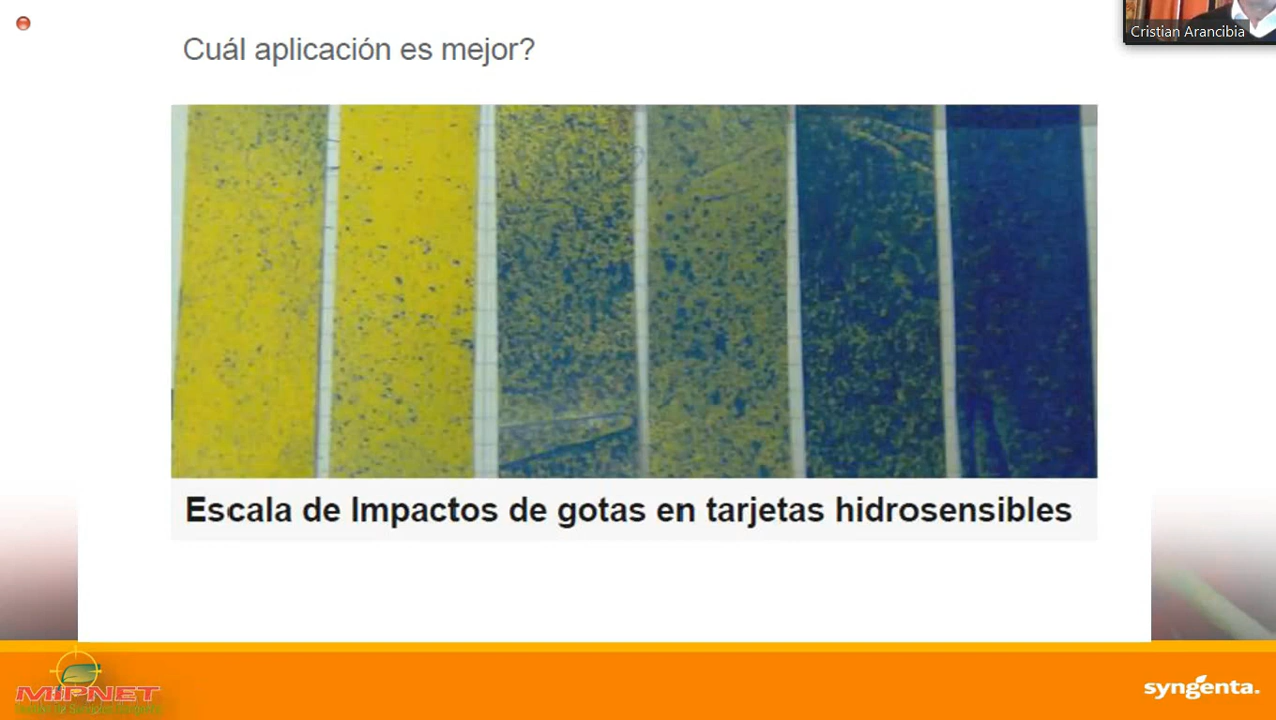 Cuál aplicación es mejor?
Cristian Arancibia
Escala de Impactos de gotas en tarjetas hidrosensibles
MiPNET
syngenta.